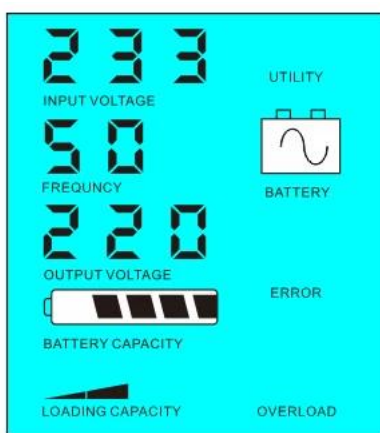 233
UTILITY
INPUT VOLTAGE
50
FREQUNCY
BATTERY
220
OUTPUT VOLTAGE
ERROR
BATTERY CAPACITY
LOADING CAPACITY
OVERLOAD